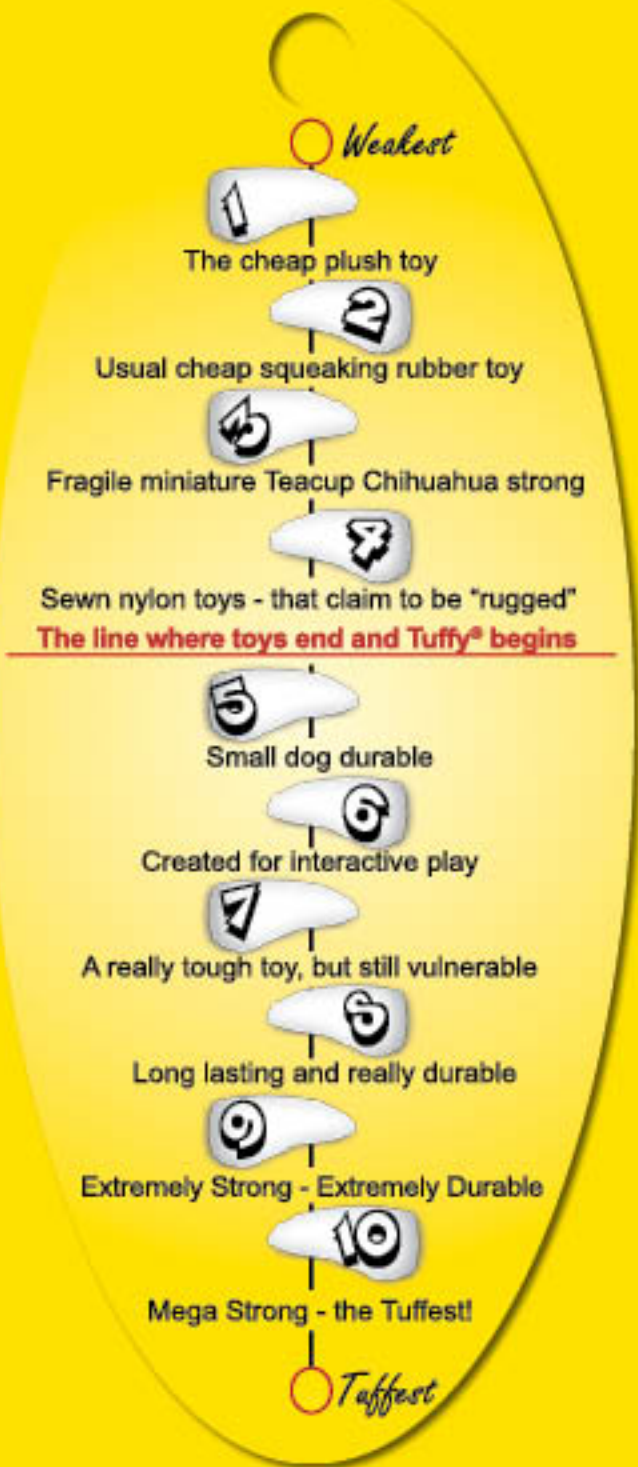 Weakest
1
The cheap plush toy
2
Usual cheap squeaking rubber toy
3
Fragile miniature Teacup Chihuahua strong
4
Sewn nylon toys - that claim to be “rugged”
The line where toys end and Tuffy® begins
5
Small dog durable
6
Created for interactive play
7
A really tough toy, but still vulnerable
8
Long lasting and really durable
9
Extremely Strong - Extremely Durable
10
Mega Strong - the Tuffest!
Tuffest